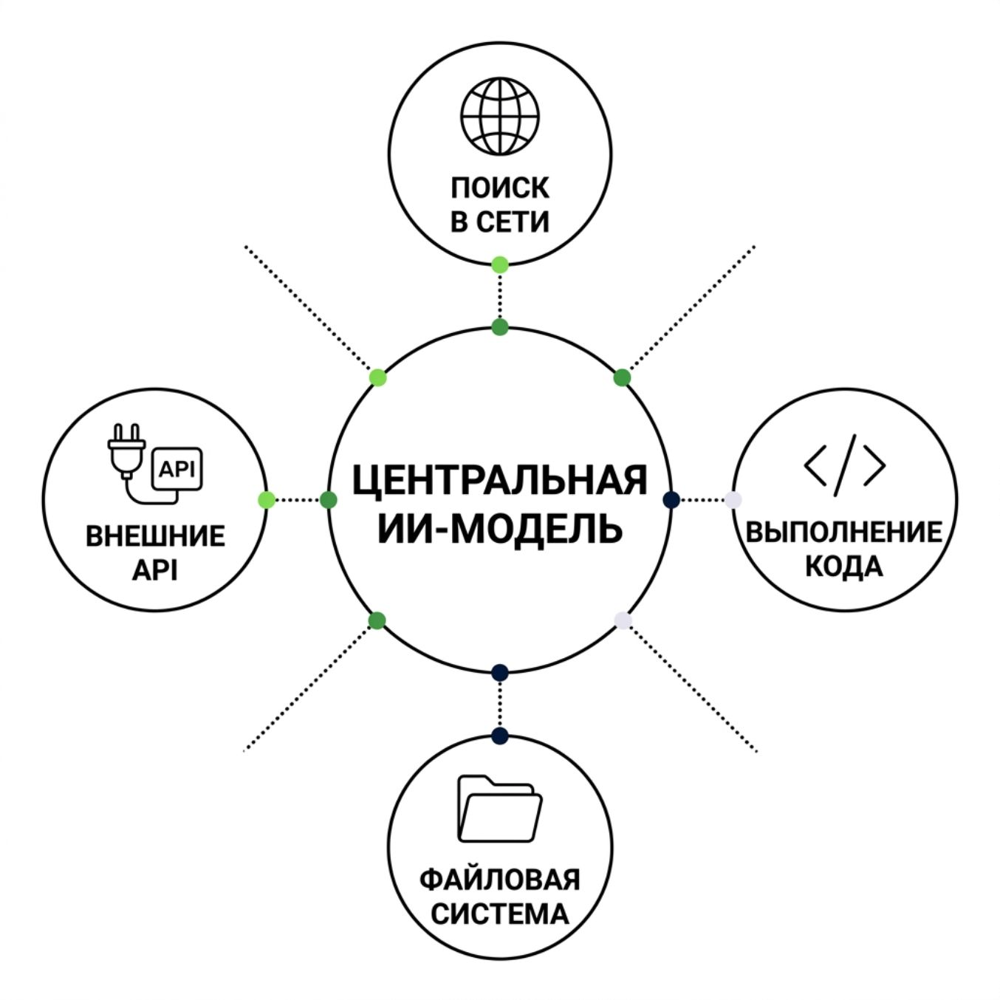 ПОИСК
В СЕТИ
API
ВНЕШНИЕ
API
ЦЕНТРАЛЬНАЯ
ИИ-МОДЕЛЬ
ВЫПОЛНЕНИЕ
КОДА
ФАЙЛОВАЯ
СИСТЕМА